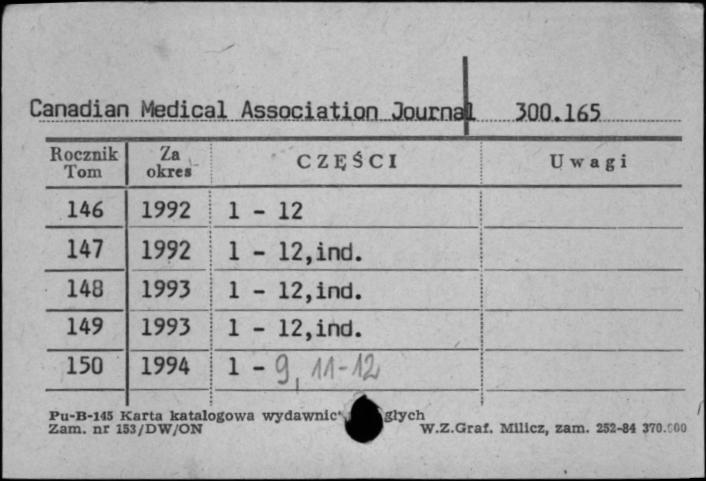 Canadian Medical Association Journal 300.165
Rocznik Tom Za okres CZĘŚCI Uwagi
146 1992 1 - 12
147 1992 1 - 12,ind.
148 1993 1 - 12,ind.
149 1993 1 - 12,ind.
150 1994 1 - 9, 11-12
Pu-B-145 Karta katalogowa wydawnic głych
Zam. nr 153/DW/ON W.Z.Graf. Milicz, zam. 252-84 370.000